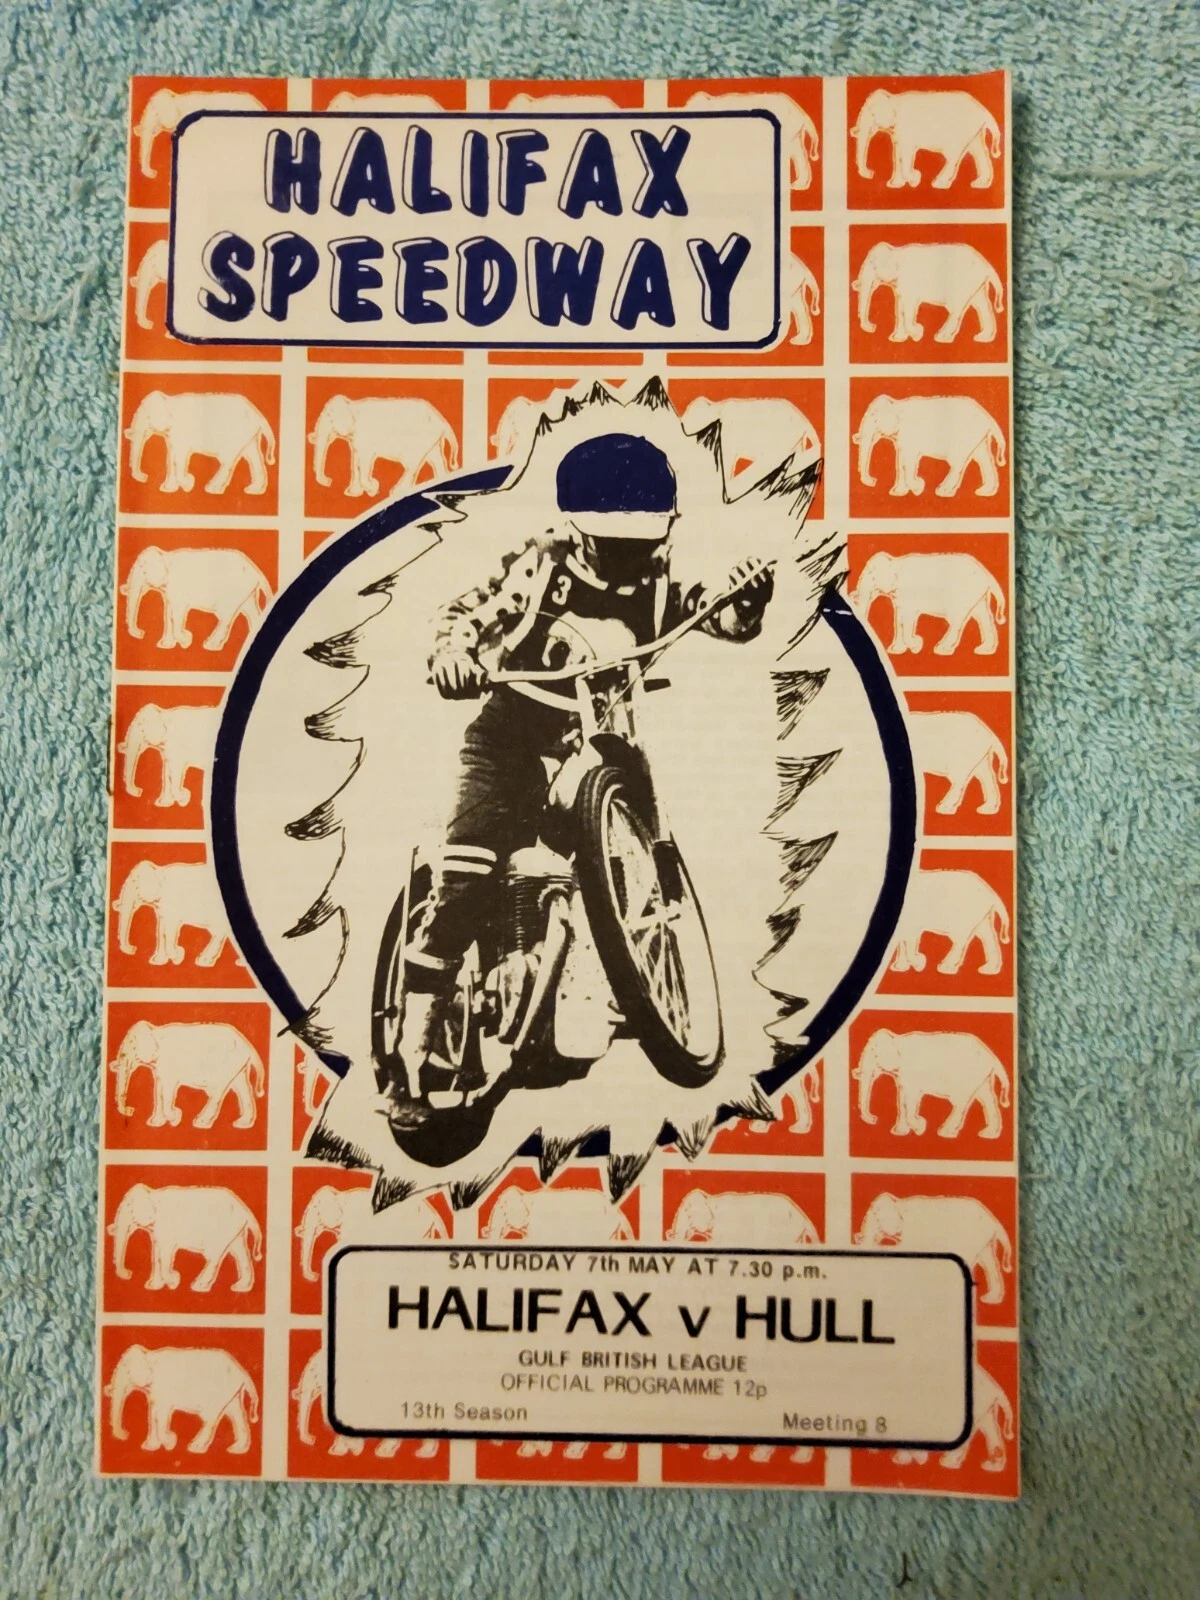 HALIFAX
SPEEDWAY
3
SATURDAY 7th MAY AT 7.30 p.m.
HALIFAX v HULL
GULF BRITISH LEAGUE
OFFICIAL PROGRAMME 12p
13th Season
Meeting 8